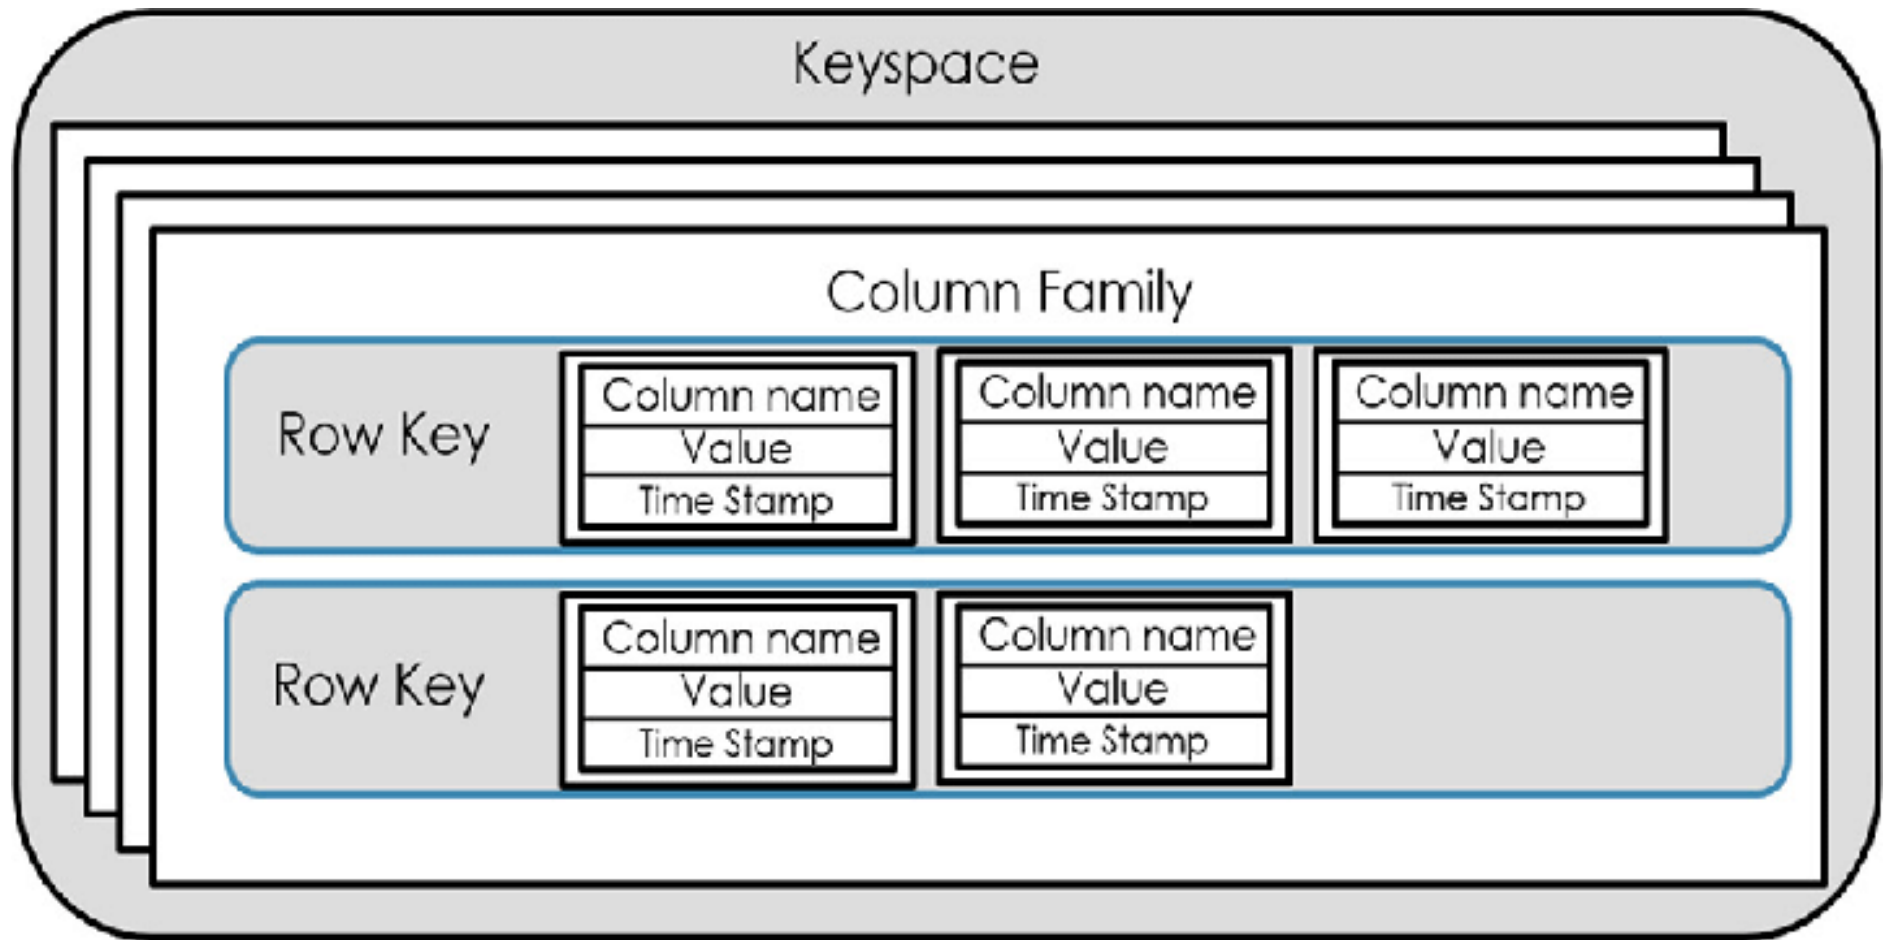 Keyspace
Column Family
Row Key
Column name
Value
Time Stamp
Column name
Value
Time Stamp
Column name
Value
Time Stamp
Row Key
Column name
Value
Time Stamp
Column name
Value
Time Stamp